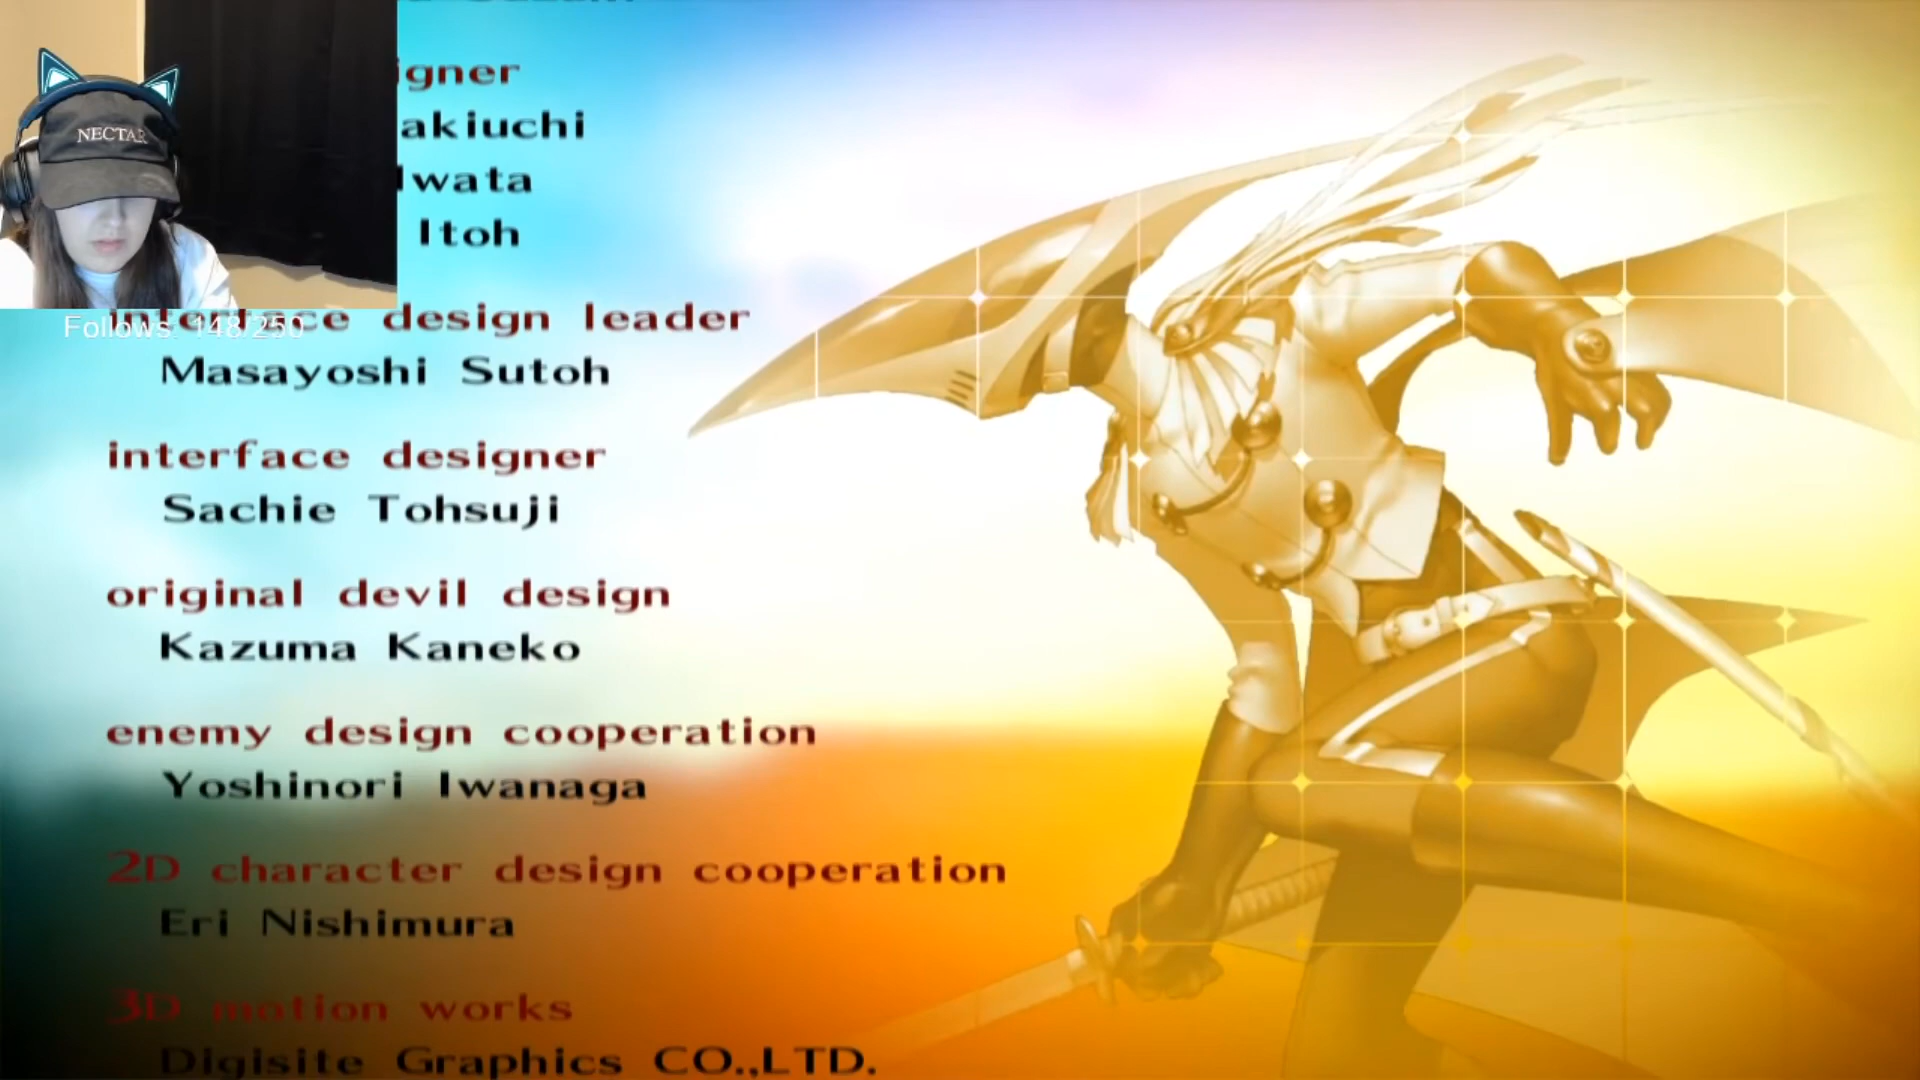 NECTAR
igner
akiuchi
Iwata
Itoh
interface design leader
Follows: 148/250
Masayoshi Sutoh
interface designer
Sachie Tohsuji
original devil design
Kazuma Kaneko
enemy design cooperation
Yoshinori Iwanaga
2D character design cooperation
Eri Nishimura
3D motion works
Digisite Graphics CO.,LTD.